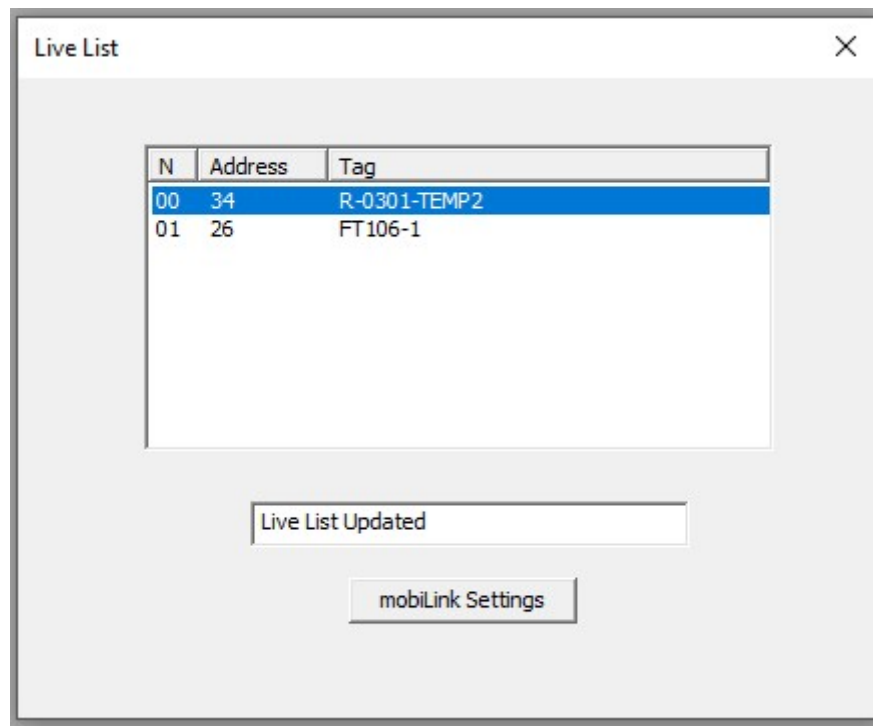 Live List
N Address Tag
00 34 R-0301-TEMP2
01 26 FT106-1
Live List Updated
mobiLink Settings